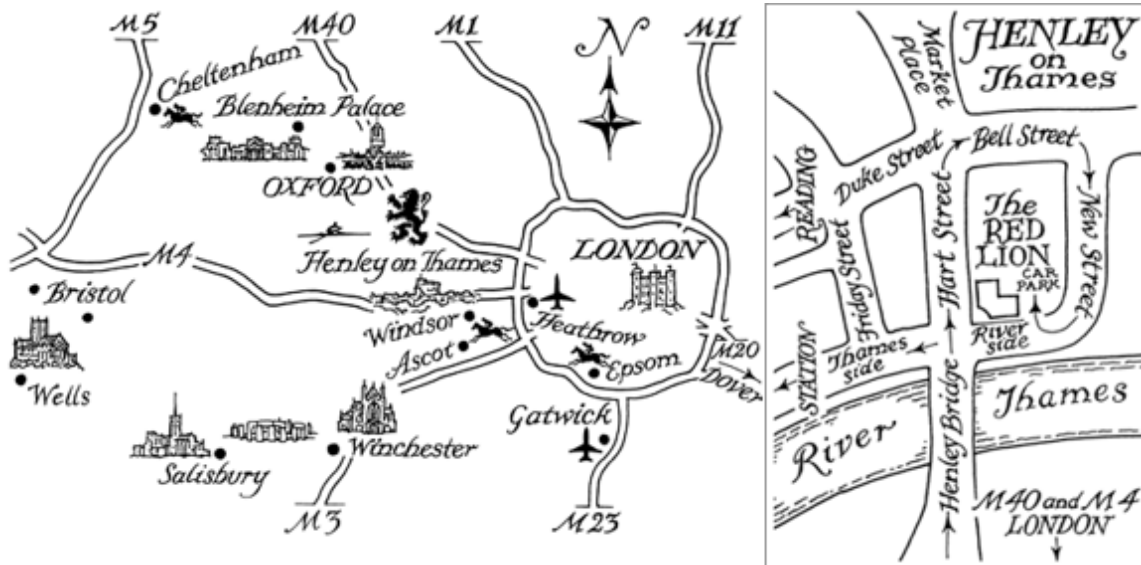 M5
M40
M1
M11
N
Cheltenham
Blenheim Palace
OXFORD
M4
Henley on Thames
LONDON
Bristol
Windsor
Heathrow
Ascot
Epsom
M20
Dover
Wells
Gatwick
Salisbury
Winchester
M3
M23
HENLEY
on
Thames
Market
Place
Bell Street
Duke Street
READING
Hart Street
The
RED
LION
CAR
PARK
New Street
Friday Street
River
side
Thames
side
STATION
Henley Bridge
River
Thames
M40 and M4
LONDON